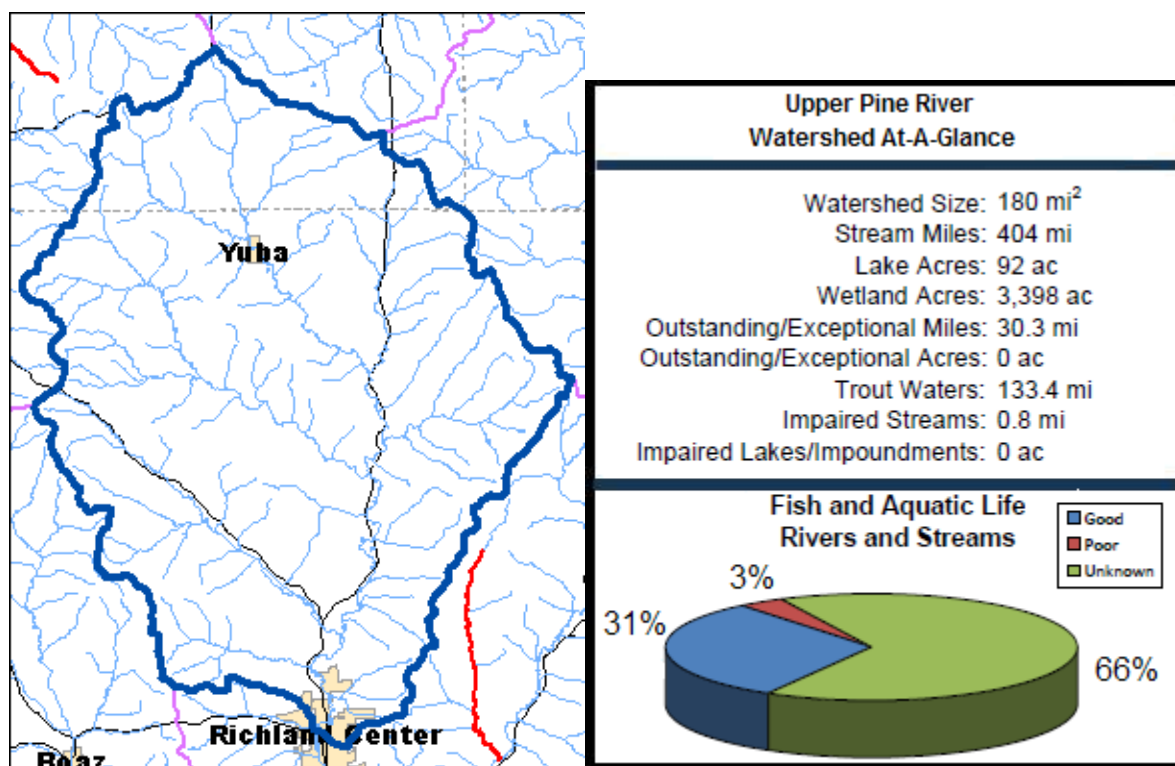 Yuba
Richland Center
Boaz
Upper Pine River
Watershed At-A-Glance
Watershed Size: 180 mi²
Stream Miles: 404 mi
Lake Acres: 92 ac
Wetland Acres: 3,398 ac
Outstanding/Exceptional Miles: 30.3 mi
Outstanding/Exceptional Acres: 0 ac
Trout Waters: 133.4 mi
Impaired Streams: 0.8 mi
Impaired Lakes/Impoundments: 0 ac
Fish and Aquatic Life
Rivers and Streams
Good
Poor
Unknown
3%
31%
66%